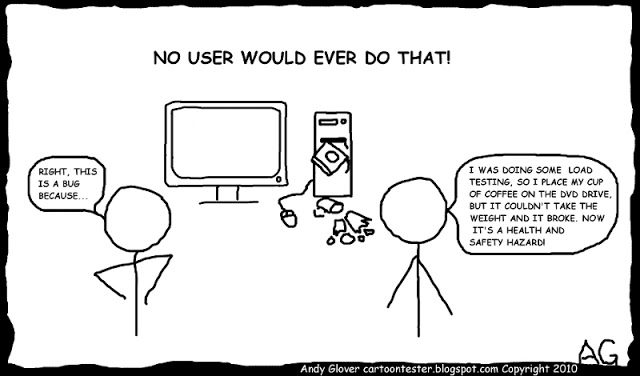 NO USER WOULD EVER DO THAT!
RIGHT, THIS
IS A BUG
BECAUSE...
I WAS DOING SOME LOAD
TESTING, SO I PLACE MY CUP
OF COFFEE ON THE DVD DRIVE,
BUT IT COULDN'T TAKE THE
WEIGHT AND IT BROKE. NOW
IT'S A HEALTH AND
SAFETY HAZARD!
AG
Andy Glover cartoontester.blogspot.com Copyright 2010